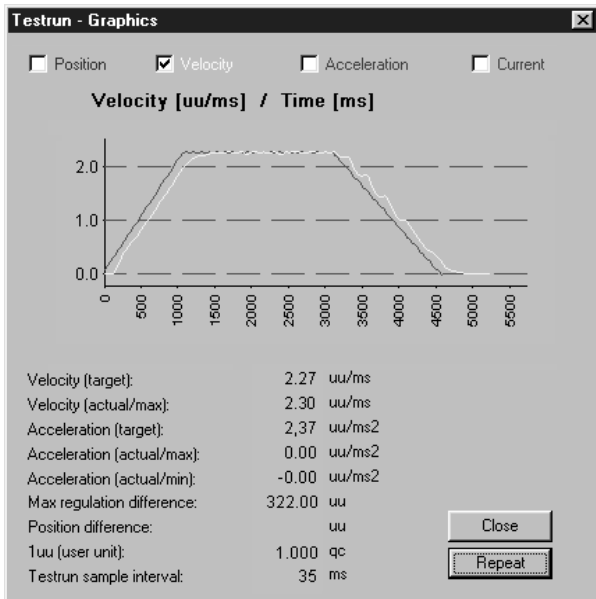 Testrun - Graphics
Position Velocity Acceleration Current
Velocity [uu/ms] / Time [ms]
2.0
1.0
0.0
0 500 1000 1500 2000 2500 3000 3500 4000 4500 5000 5500
Velocity (target): 2.27 uu/ms
Velocity (actual/max): 2.30 uu/ms
Acceleration (target): 2,37 uu/ms2
Acceleration (actual/max): 0.00 uu/ms2
Acceleration (actual/min): -0.00 uu/ms2
Max regulation difference: 322.00 uu
Position difference: uu
1uu (user unit): 1.000 qc
Testrun sample interval: 35 ms
Close
Repeat